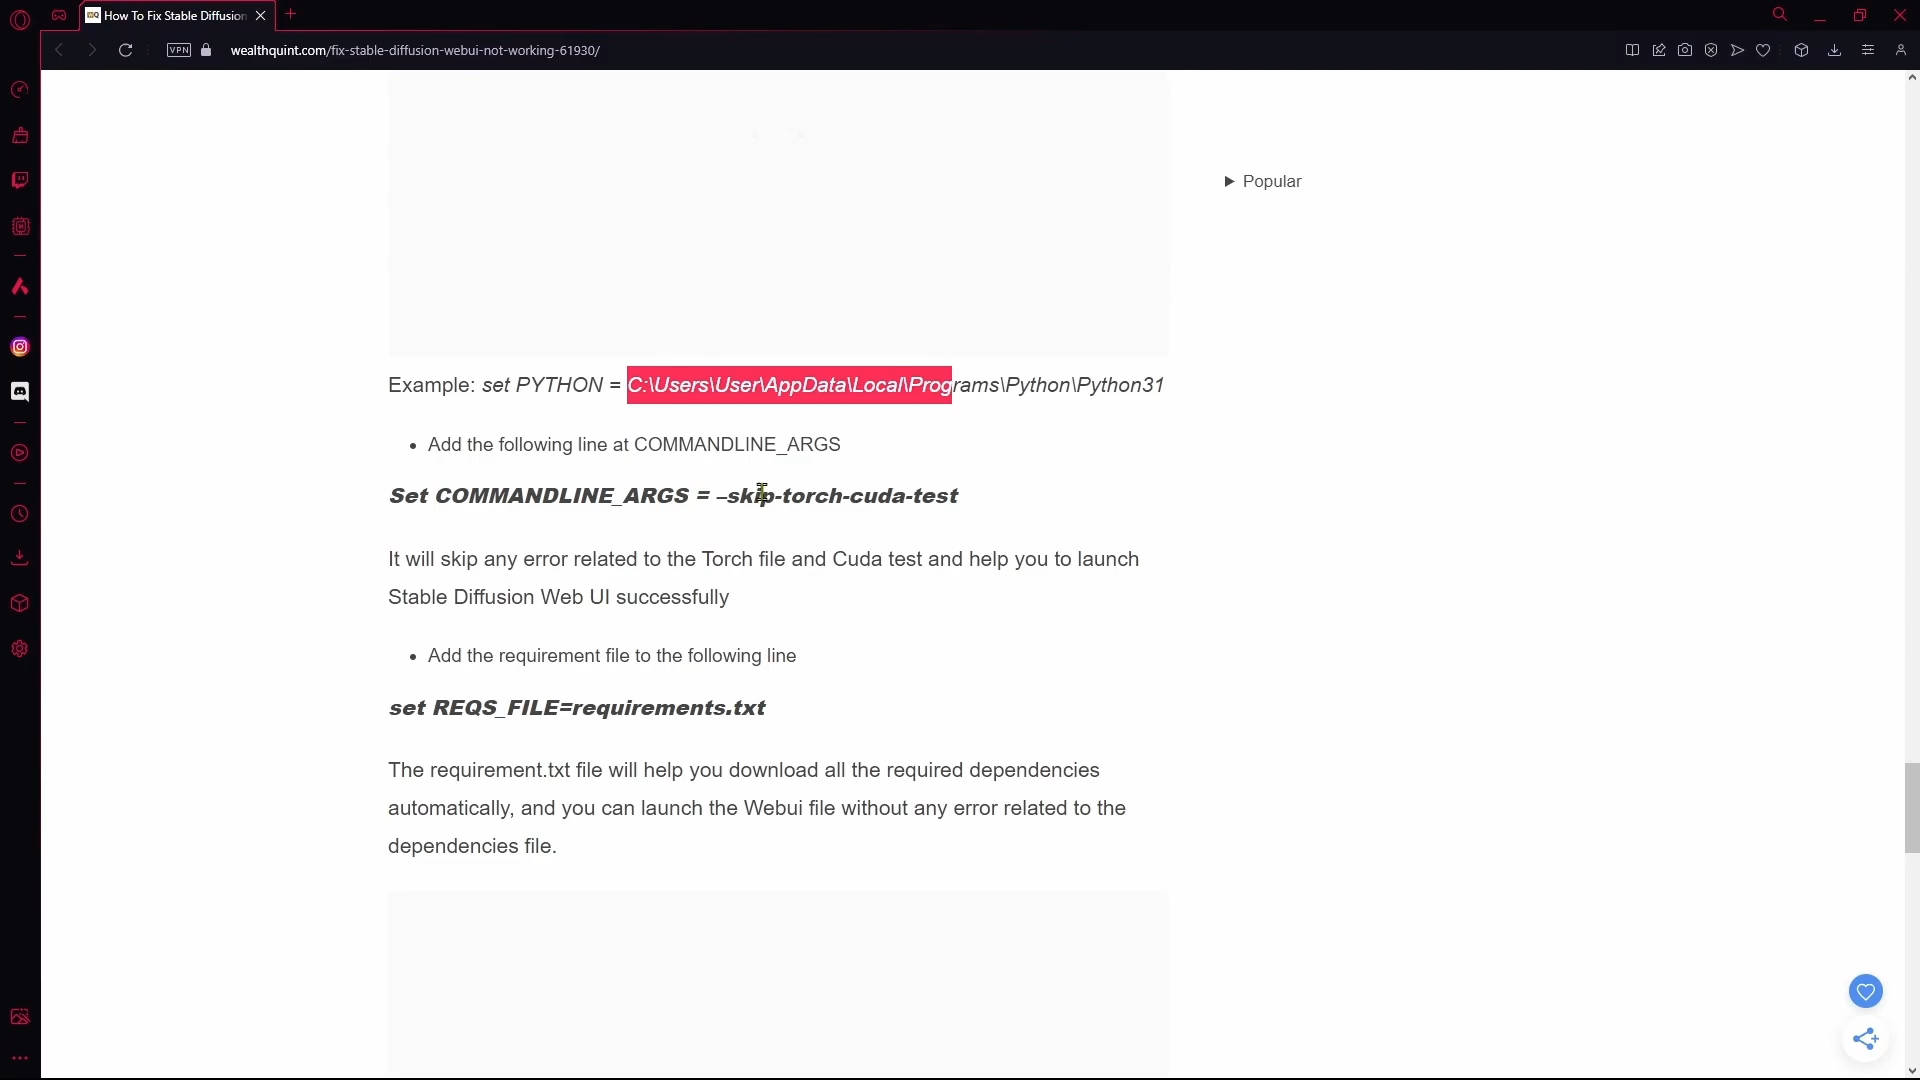 How To Fix Stable Diffusion
VPN
wealthquint.com/fix-stable-diffusion-webui-not-working-61930/
Popular
Example: set PYTHON = C:\Users\User\AppData\Local\Programs\Python\Python31
Add the following line at COMMANDLINE_ARGS
Set COMMANDLINE_ARGS = –skip-torch-cuda-test
It will skip any error related to the Torch file and Cuda test and help you to launch
Stable Diffusion Web UI successfully
Add the requirement file to the following line
set REQS_FILE=requirements.txt
The requirement.txt file will help you download all the required dependencies
automatically, and you can launch the Webui file without any error related to the
dependencies file.